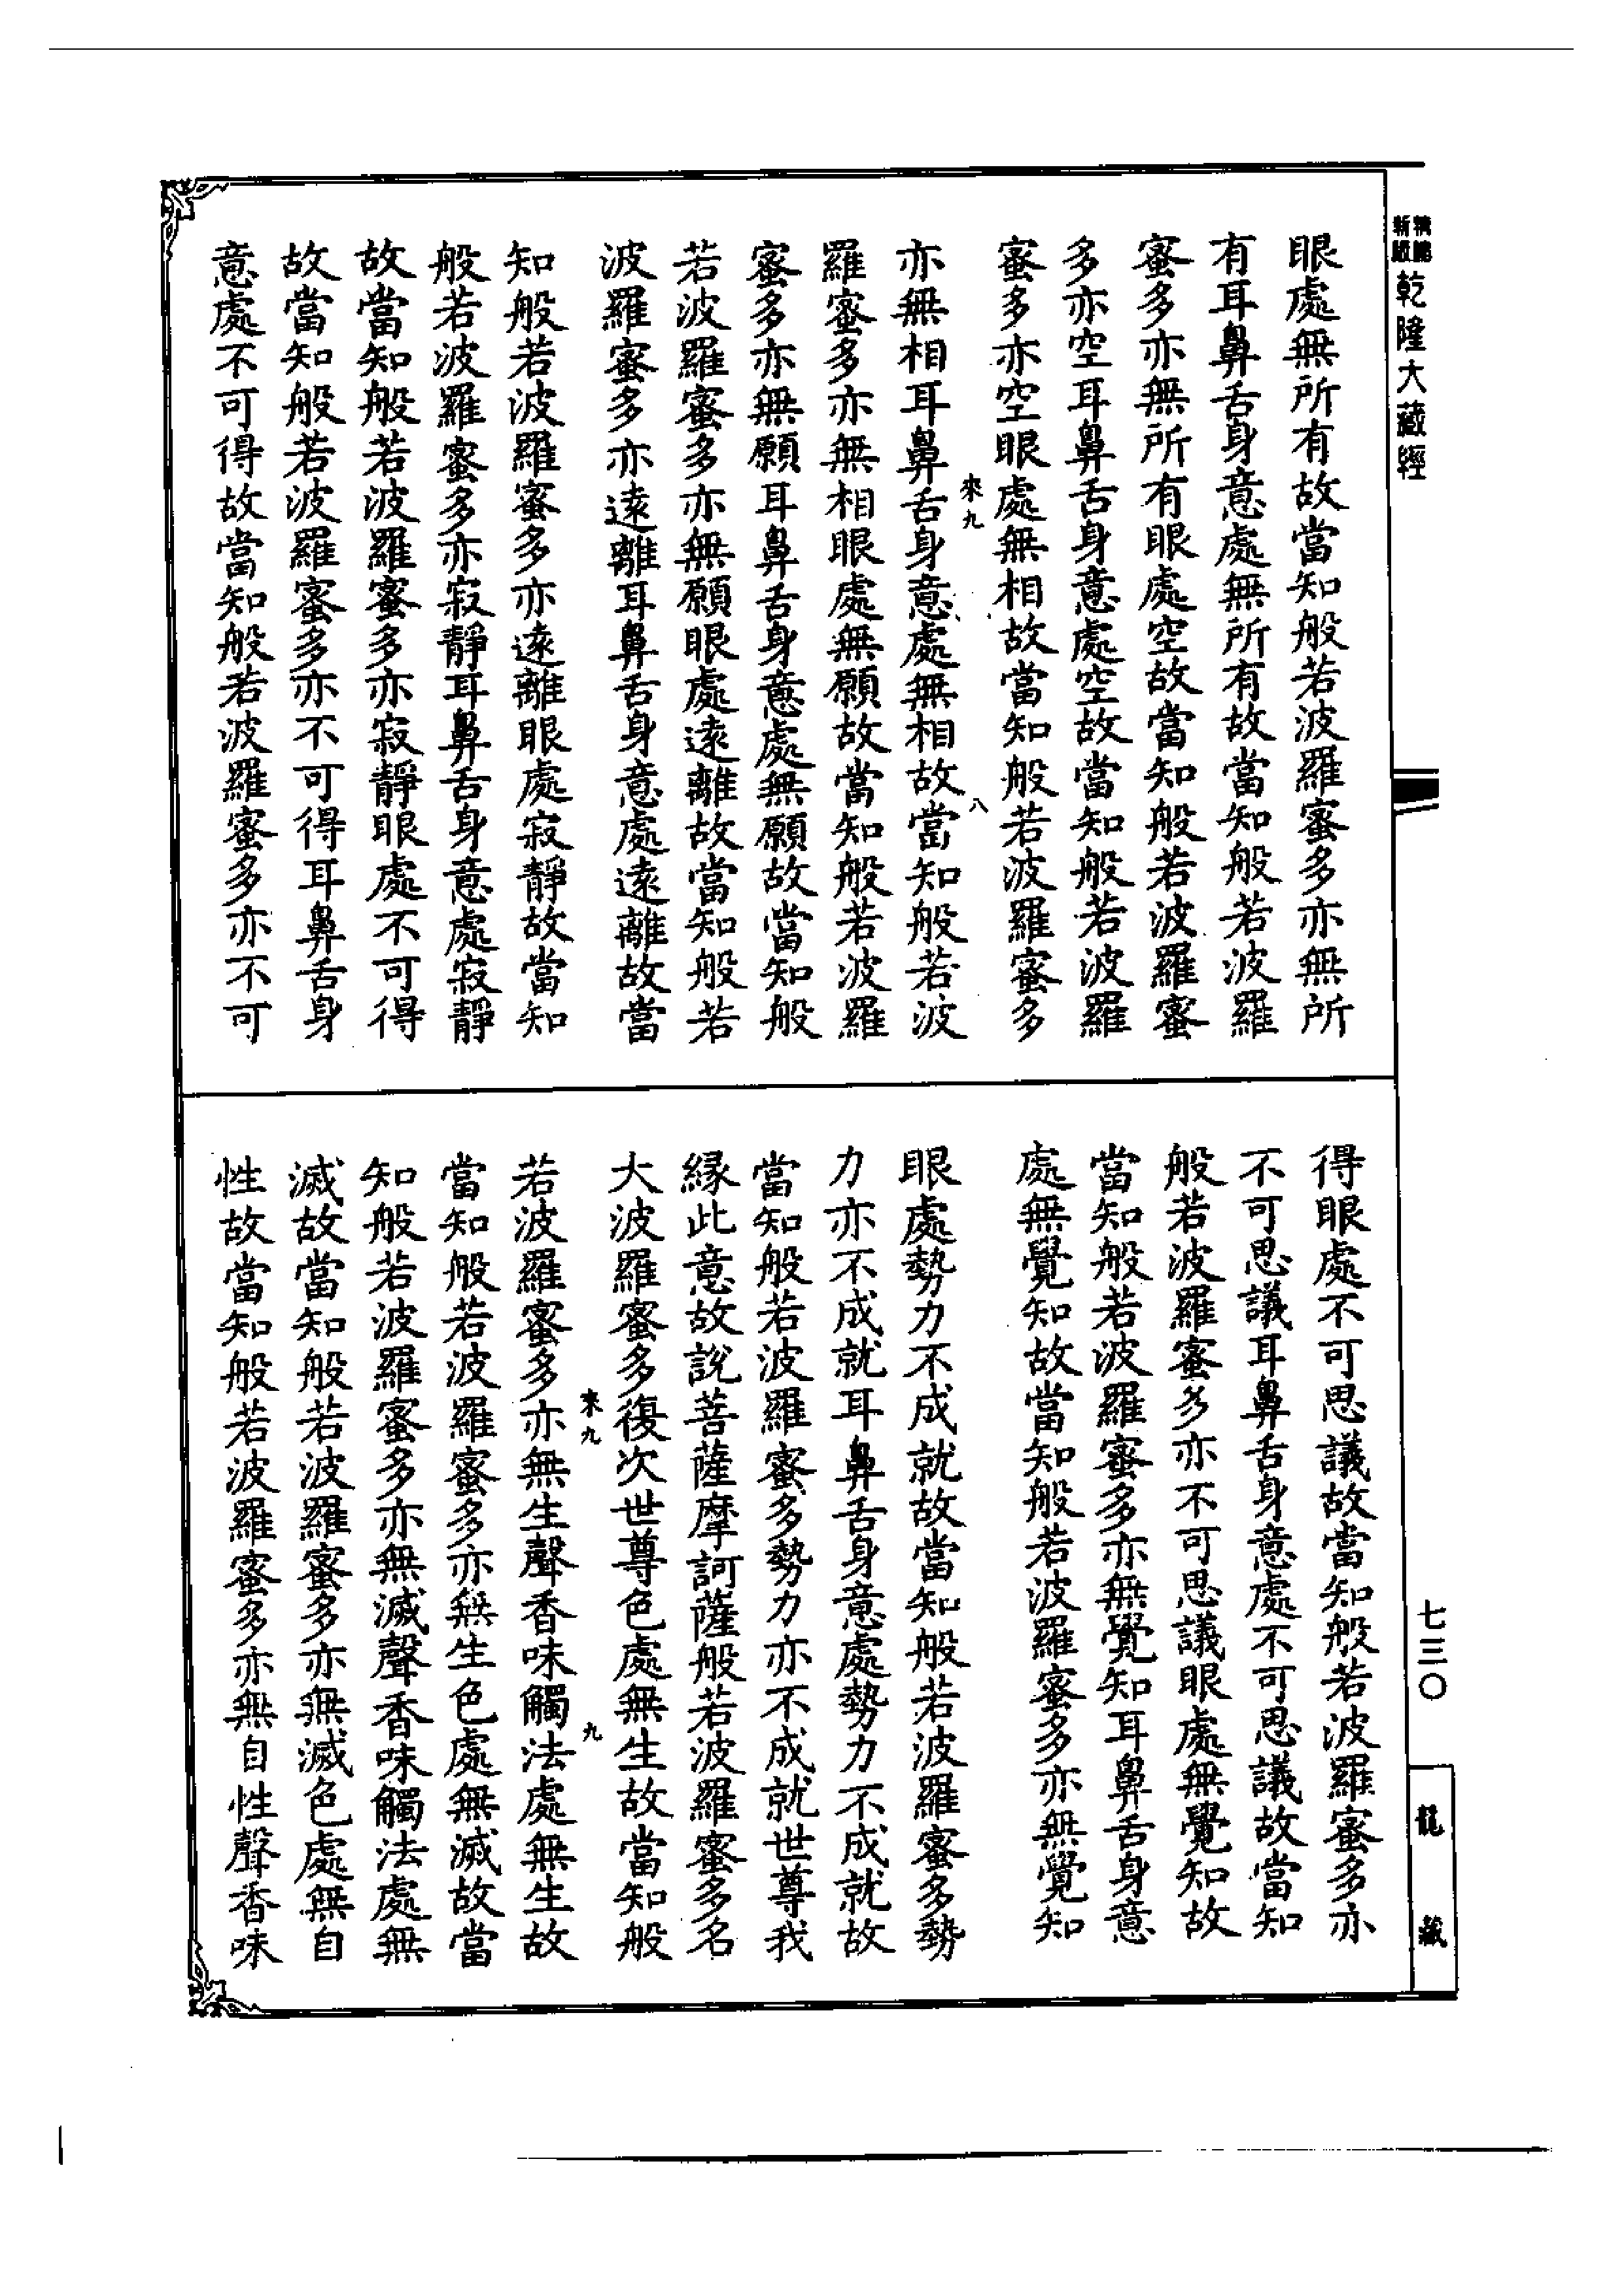 乾隆大藏經
眼處無所有故當知般若波羅蜜多亦無所
有耳鼻舌身意處無所有故當知般若波羅
蜜多亦無所有眼處空故當知般若波羅蜜
多亦空耳鼻舌身意處空故當知般若波羅
蜜多亦空眼處無相故當知般若波羅蜜多
來九
八
亦無相耳鼻舌身意處無相故當知般若波
羅蜜多亦無相眼處無願故當知般若波羅
蜜多亦無願耳鼻舌身意處無願故當知般
若波羅蜜多亦無願眼處遠離故當知般若
波羅蜜多亦遠離耳鼻舌身意處遠離故當
知般若波羅蜜多亦遠離眼處寂靜故當知
般若波羅蜜多亦寂靜耳鼻舌身意處寂靜
故當知般若波羅蜜多亦寂靜眼處不可得
故當知般若波羅蜜多亦不可得耳鼻舌身
意處不可得故當知般若波羅蜜多亦不可
得眼處不可思議故當知般若波羅蜜多亦
不可思議耳鼻舌身意處不可思議故當知
般若波羅蜜多亦不可思議眼處無覺知故
當知般若波羅蜜多亦無覺知耳鼻舌身意
處無覺知故當知般若波羅蜜多亦無覺知
眼處勢力不成就故當知般若波羅蜜多勢
力亦不成就耳鼻舌身意處勢力不成就故
當知般若波羅蜜多勢力亦不成就世尊我
緣此意故說菩薩摩訶薩般若波羅蜜多名
大波羅蜜多復次世尊色處無生故當知般
來九
九
若波羅蜜多亦無生聲香味觸法處無生故
當知般若波羅蜜多亦無生色處無滅故當
知般若波羅蜜多亦無滅聲香味觸法處無
滅故當知般若波羅蜜多亦無滅色處無自
性故當知般若波羅蜜多亦無自性聲香味
七三〇
龍藏